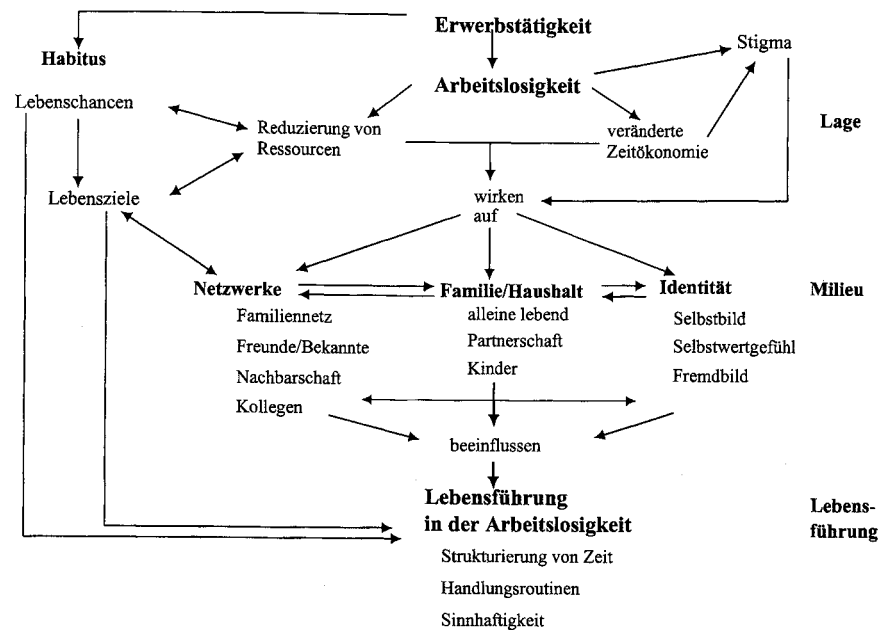 Erwerbstätigkeit
Stigma
Habitus
Arbeitslosigkeit
Lebenschancen
Lage
Reduzierung von
Ressourcen
veränderte
Zeitökonomie
Lebensziele
wirken
auf
Netzwerke
Familie/Haushalt
Identität
Milieu
Familiennetz
alleine lebend
Selbstbild
Freunde/Bekannte
Partnerschaft
Selbstwertgefühl
Nachbarschaft
Kinder
Fremdbild
Kollegen
beeinflussen
Lebensführung
in der Arbeitslosigkeit
Lebens-
führung
Strukturierung von Zeit
Handlungsroutinen
Sinnhaftigkeit